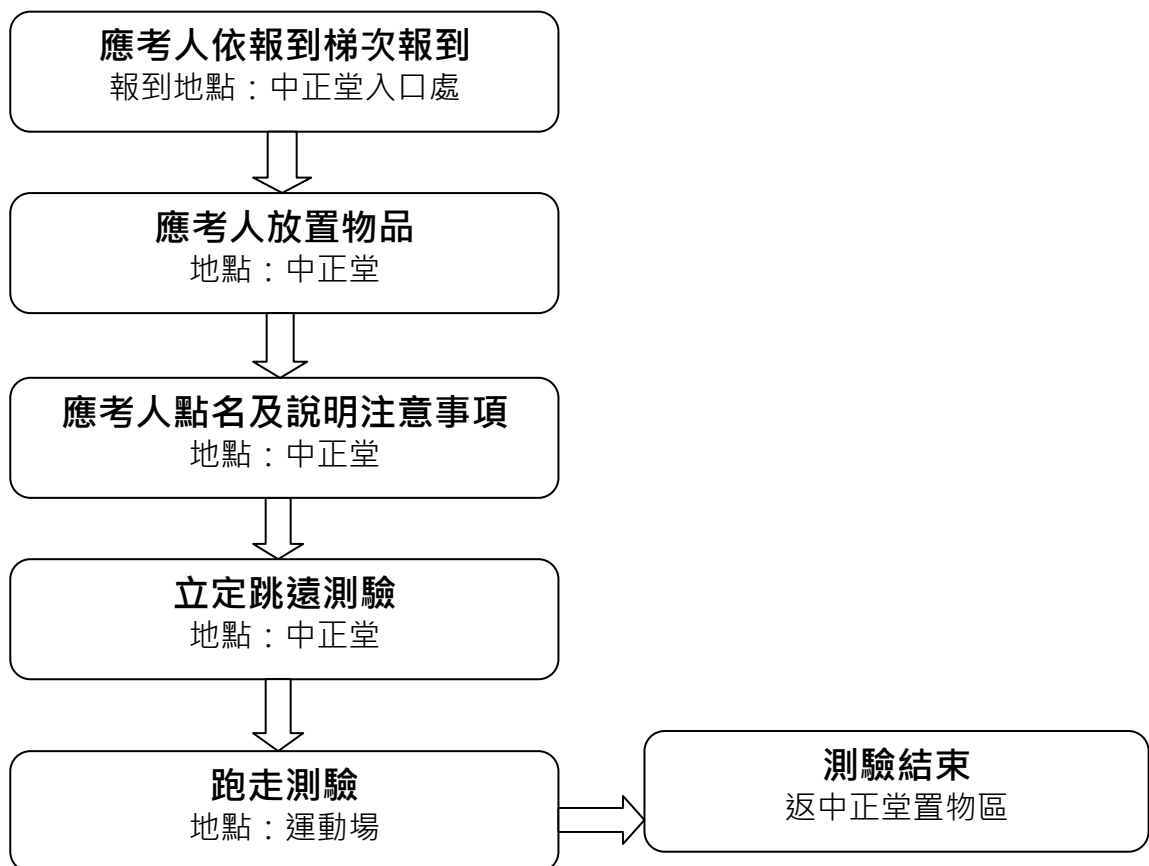 應考人依報到梯次報到
報到地點：中正堂入口處
應考人放置物品
地點：中正堂
應考人點名及說明注意事項
地點：中正堂
立定跳遠測驗
地點：中正堂
跑走測驗
地點：運動場
測驗結束
返中正堂置物區